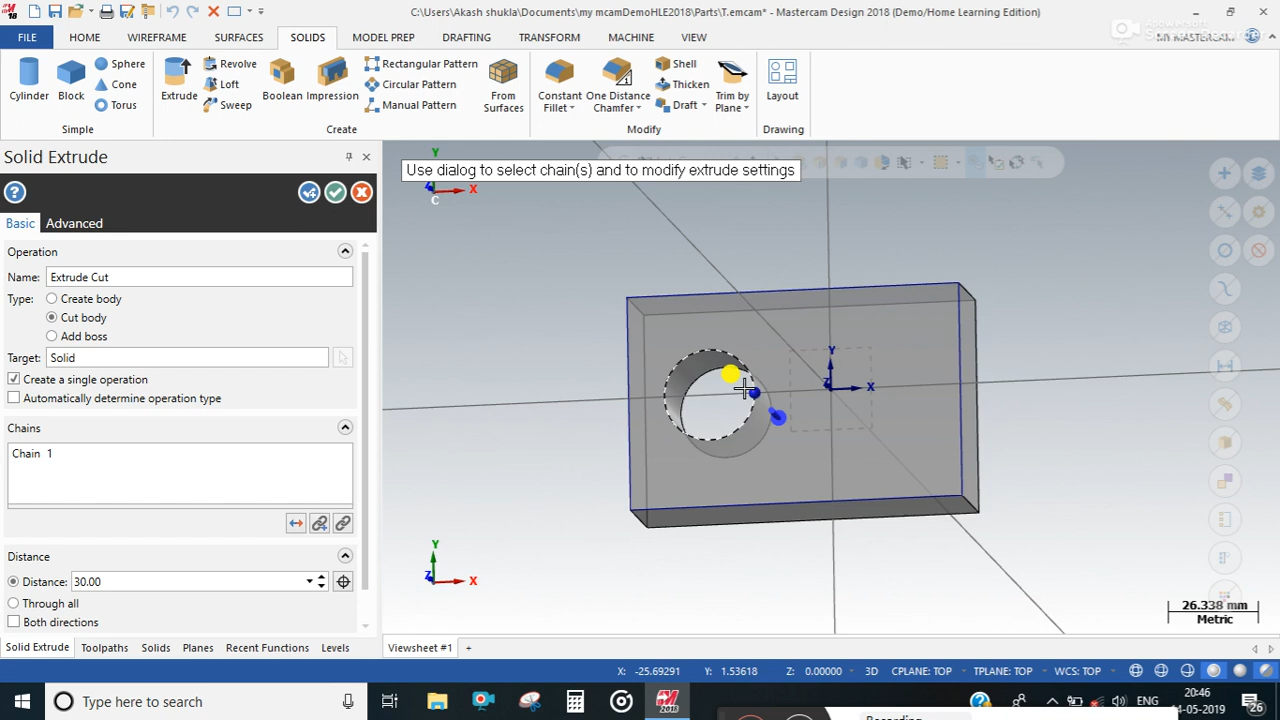 C:\Users\Akash shukla\Documents\my mcamDemoHLE2018\Parts\T.emcam* - Mastercam Design 2018 (Demo/Home Learning Edition)
FILE HOME WIREFRAME SURFACES SOLIDS MODEL PREP DRAFTING TRANSFORM MACHINE VIEW MY MASTERCAM
Cylinder Block Sphere Cone Torus
Simple
Extrude Revolve Loft Sweep Boolean Impression Rectangular Pattern Circular Pattern Manual Pattern From Surfaces
Create
Constant Fillet One Distance Chamfer Shell Thicken Draft Trim by Plane
Modify
Layout
Drawing
Solid Extrude
Use dialog to select chain(s) and to modify extrude settings
Basic Advanced
Operation
Name: Extrude Cut
Type: Create body
Cut body
Add boss
Target: Solid
Create a single operation
Automatically determine operation type
Chains
Chain 1
Distance
Distance: 30.00
Through all
Both directions
Y
Z X
C
Y
Z X
Y
Z X
26.338 mm
Metric
Solid Extrude Toolpaths Solids Planes Recent Functions Levels
Viewsheet #1 +
X: -25.69291 Y: 1.53618 Z: 0.00000 3D CPLANE: TOP TPLANE: TOP WCS: TOP
Type here to search
2018
ENG
20:46
14-05-2019
26